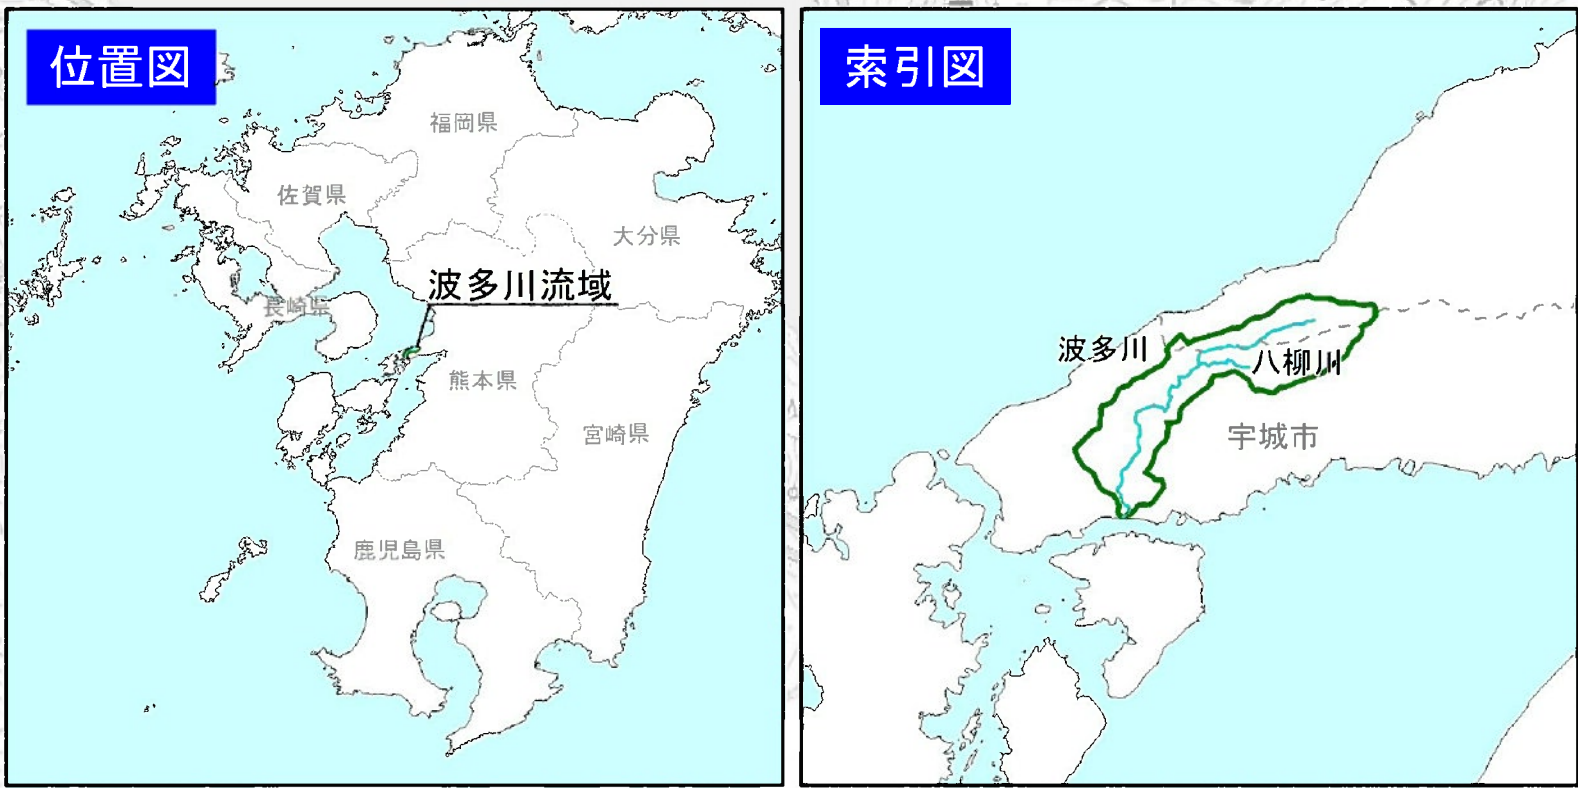 位置図
福岡県
佐賀県
大分県
波多川流域
長崎県
熊本県
宮崎県
鹿児島県
索引図
波多川
八柳川
宇城市